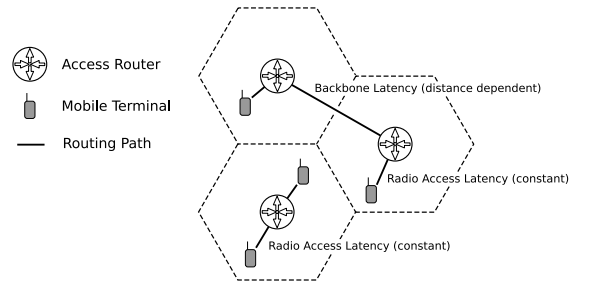 Access Router
Mobile Terminal
Routing Path
Backbone Latency (distance dependent)
Radio Access Latency (constant)
Radio Access Latency (constant)